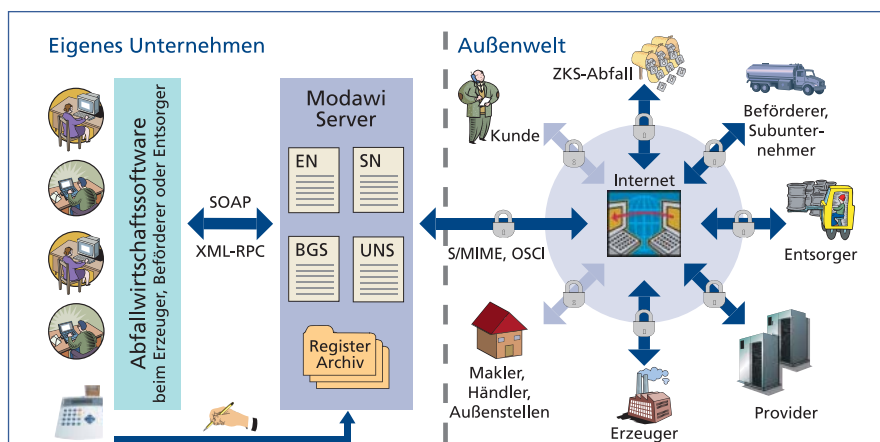 Eigenes Unternehmen
Abfallwirtschaftssoftware
beim Erzeuger, Beförderer oder Entsorger
SOAP
XML-RPC
Modawi
Server
EN
SN
BGS
UNS
Register
Archiv
Außenwelt
ZKS-Abfall
Kunde
Beförderer,
Subunter-
nehmer
Internet
S/MIME, OSCI
Entsorger
Makler,
Händler,
Außenstellen
Erzeuger
Provider